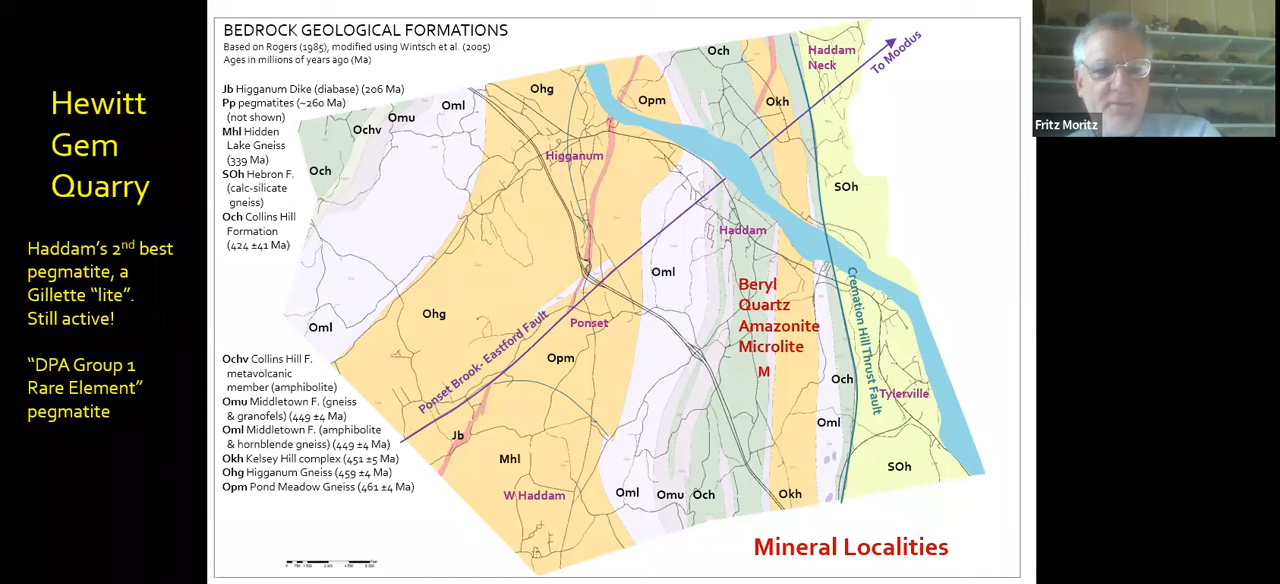 Hewitt
Gem
Quarry
Haddam's 2nd best
pegmatite, a
Gillette "lite".
Still active!
"DPA Group 1
Rare Element"
pegmatite
BEDROCK GEOLOGICAL FORMATIONS
Based on Rogers (1985), modified using Wintsch et al. (2005)
Ages in millions of years ago (Ma)
Jb Higganum Dike (diabase) (206 Ma)
Pp pegmatites (~260 Ma)
(not shown)
Mhl Hidden
Lake Gneiss
(339 Ma)
SOh Hebron F.
(calc-silicate
gneiss)
Och Collins Hill
Formation
(424 ±41 Ma)
Ochv Collins Hill F.
metavolcanic
member (amphibolite)
Omu Middletown F. (gneiss
& granofels) (449 ±4 Ma)
Oml Middletown F. (amphibolite
& hornblende gneiss) (449 ±4 Ma)
Okh Kelsey Hill complex (451 ±5 Ma)
Ohg Higganum Gneiss (459 ±4 Ma)
Opm Pond Meadow Gneiss (461 ±4 Ma)
Och
Haddam
Neck
To Moodus
Ohg
Opm
Okh
Oml
Omu
Ochv
Higganum
Och
SOh
Haddam
Oml
Cremation Hill Thrust Fault
Beryl
Quartz
Amazonite
Microlite
M
Ohg
Oml
Ponset
Ponset Brook- Eastford Fault
Opm
Och
Tylerville
Oml
Jb
Mhl
SOh
W Haddam
Oml
Omu
Och
Okh
Mineral Localities
Fritz Moritz